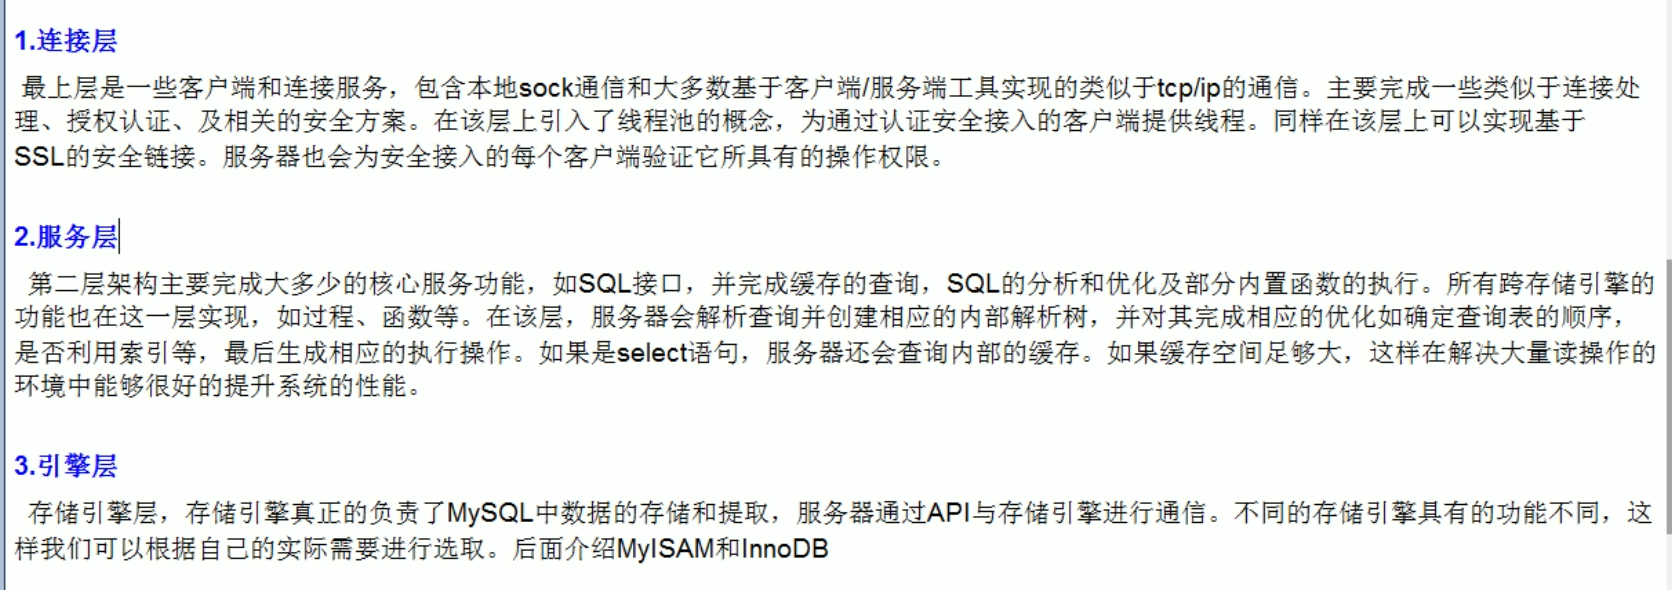 1.连接层
最上层是一些客户端和连接服务，包含本地sock通信和大多数基于客户端/服务端工具实现的类似于tcp/ip的通信。主要完成一些类似于连接处
理、授权认证、及相关的安全方案。在该层上引入了线程池的概念，为通过认证安全接入的客户端提供线程。同样在该层上可以实现基于
SSL的安全链接。服务器也会为安全接入的每个客户端验证它所具有的操作权限。
2.服务层
第二层架构主要完成大多少的核心服务功能，如SQL接口，并完成缓存的查询，SQL的分析和优化及部分内置函数的执行。所有跨存储引擎的
功能也在这一层实现，如过程、函数等。在该层，服务器会解析查询并创建相应的内部解析树，并对其完成相应的优化如确定查询表的顺序，
是否利用索引等，最后生成相应的执行操作。如果是select语句，服务器还会查询内部的缓存。如果缓存空间足够大，这样在解决大量读操作的
环境中能够很好的提升系统的性能。
3.引擎层
存储引擎层，存储引擎真正的负责了MySQL中数据的存储和提取，服务器通过API与存储引擎进行通信。不同的存储引擎具有的功能不同，这
样我们可以根据自己的实际需要进行选取。后面介绍MyISAM和InnoDB